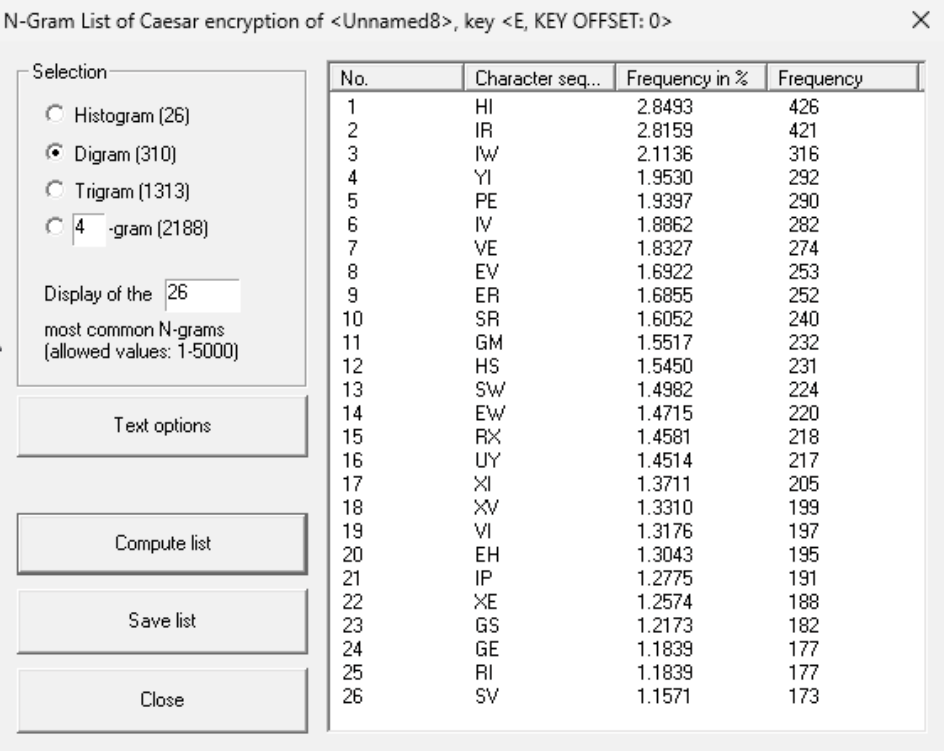 N-Gram List of Caesar encryption of <Unnamed8>, key <E, KEY OFFSET: 0>
Selection
Histogram (26)
Digram (310)
Trigram (1313)
4 -gram (2188)
Display of the 26
most common N-grams
(allowed values: 1-5000)
Text options
Compute list
Save list
Close
No. Character seq... Frequency in % Frequency
1 HI 2.8493 426
2 IR 2.8159 421
3 IW 2.1136 316
4 YI 1.9530 292
5 PE 1.9397 290
6 IV 1.8862 282
7 VE 1.8327 274
8 EV 1.6922 253
9 ER 1.6855 252
10 SR 1.6052 240
11 GM 1.5517 232
12 HS 1.5450 231
13 SW 1.4982 224
14 EW 1.4715 220
15 RX 1.4581 218
16 UY 1.4514 217
17 XI 1.3711 205
18 XV 1.3310 199
19 VI 1.3176 197
20 EH 1.3043 195
21 IP 1.2775 191
22 XE 1.2574 188
23 GS 1.2173 182
24 GE 1.1839 177
25 RI 1.1839 177
26 SV 1.1571 173